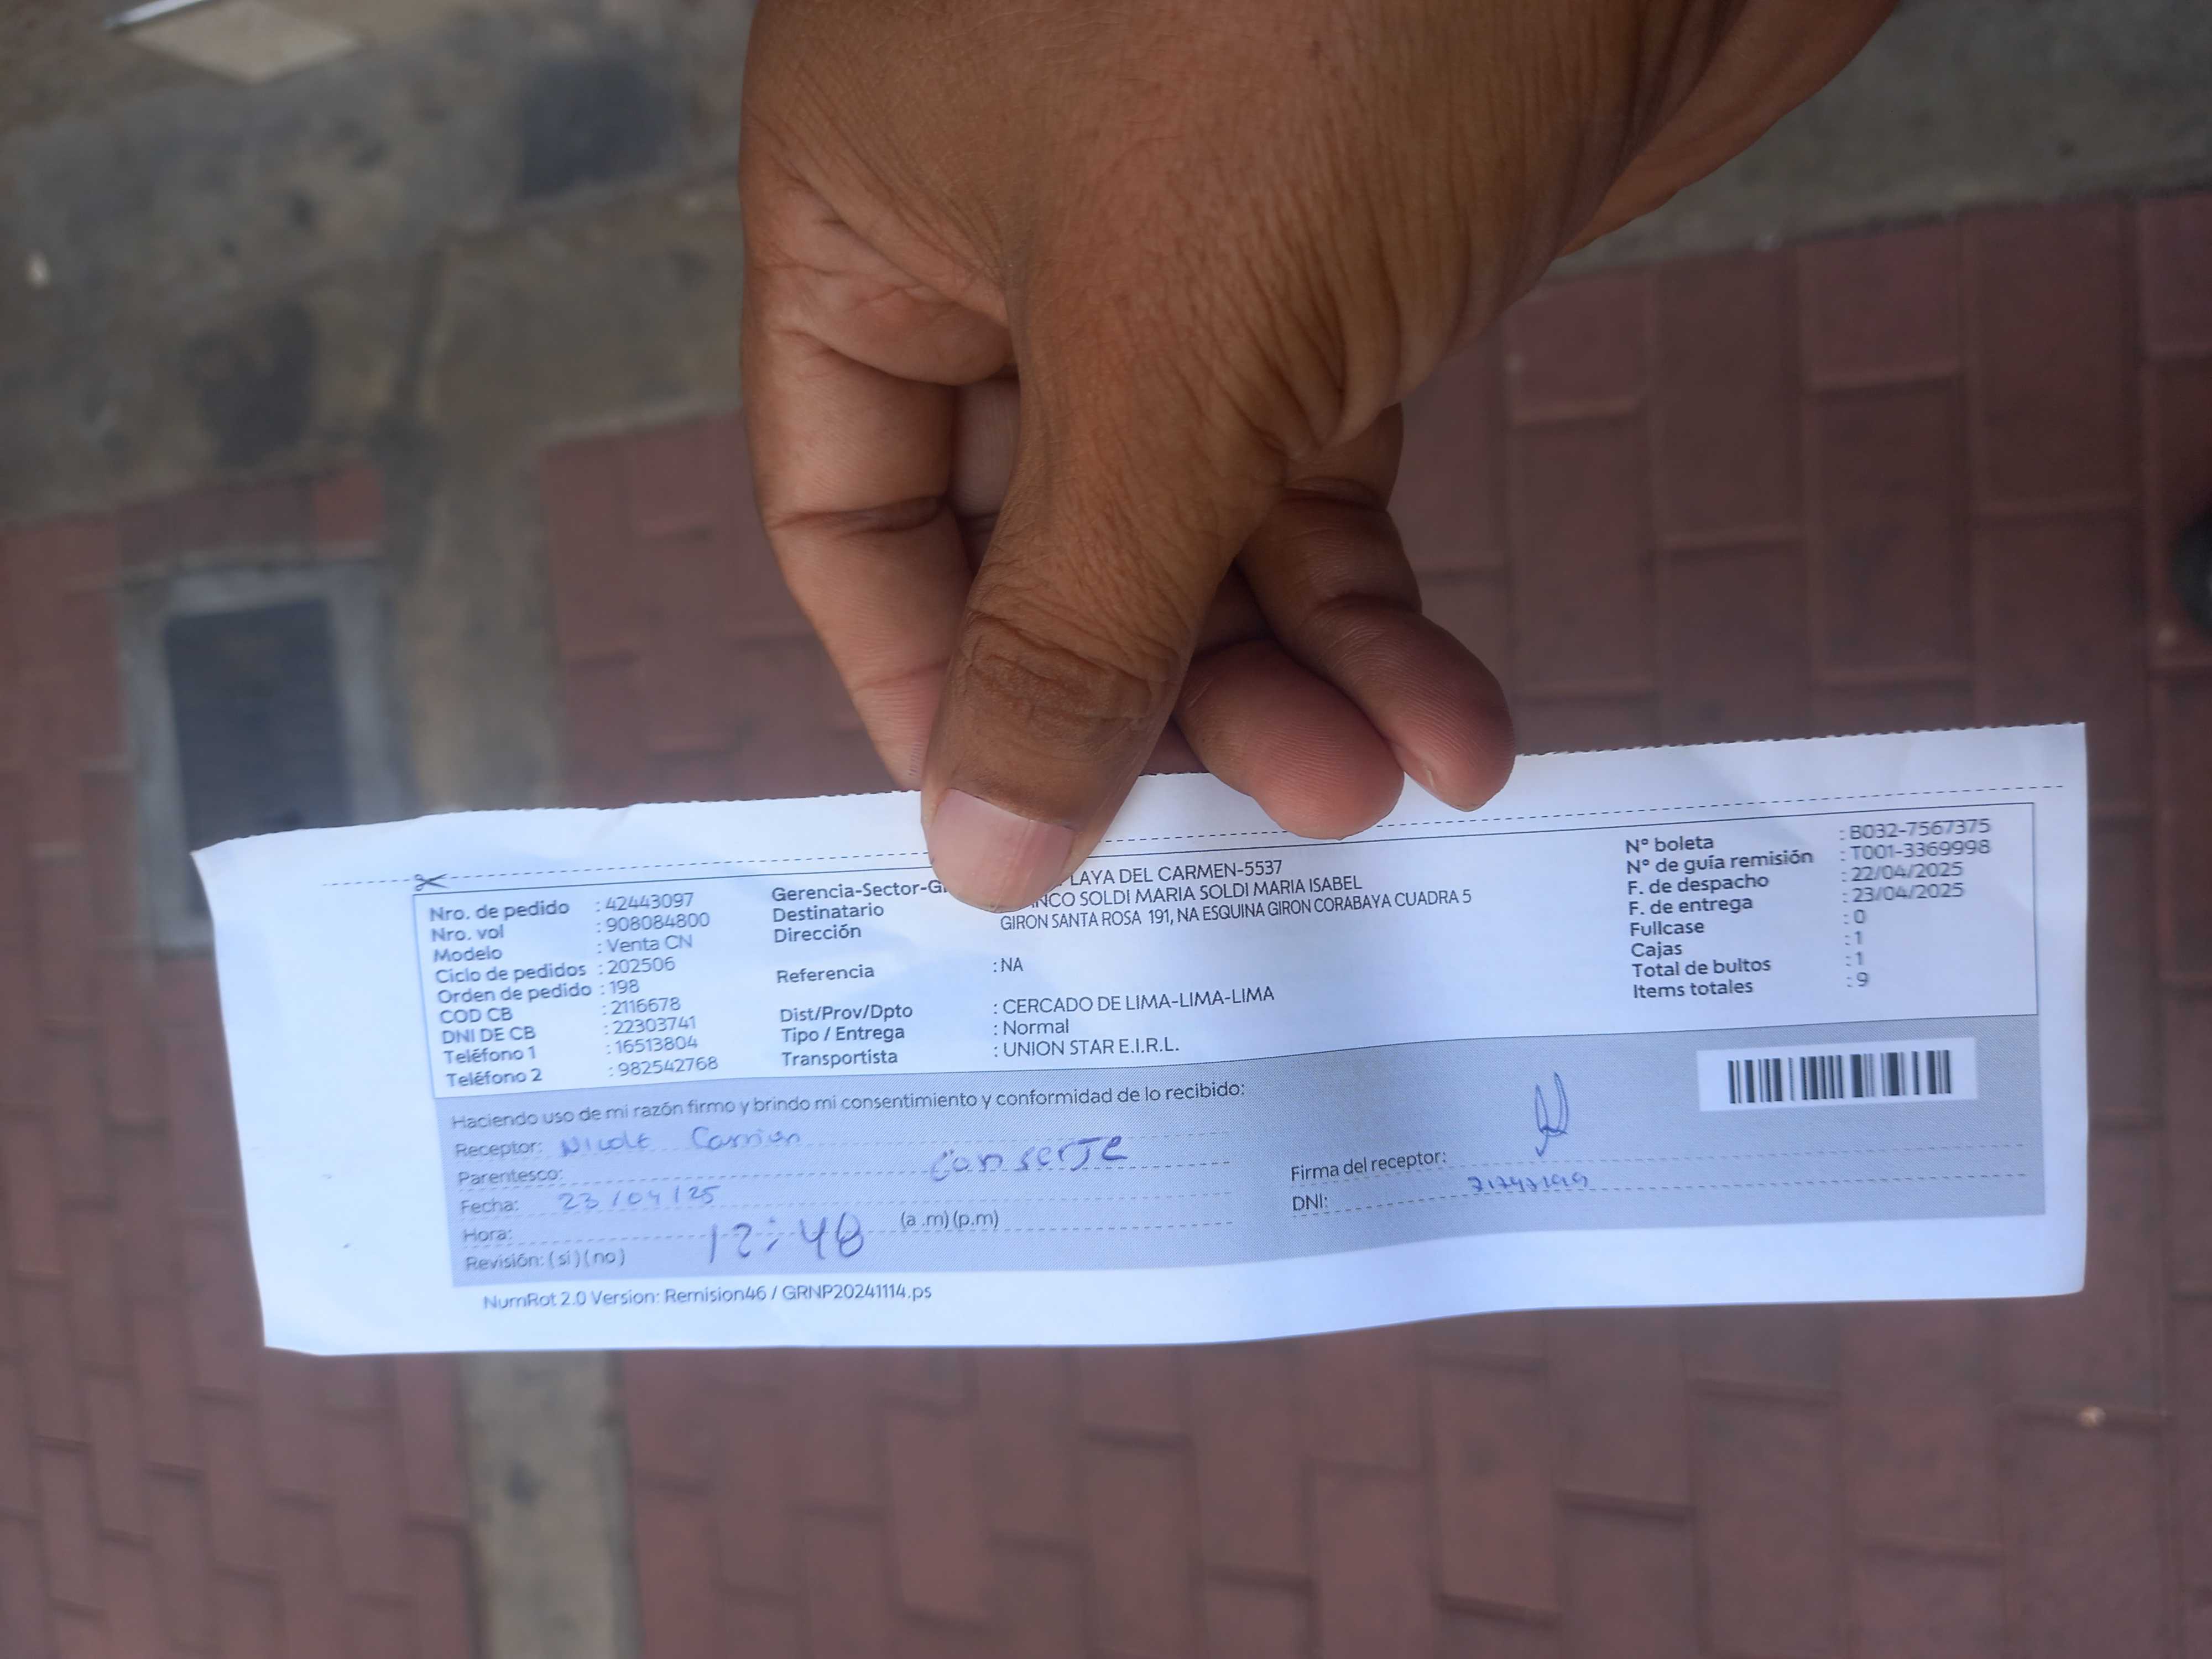 Nro. de pedido : 42443097
Nro. vol : 908084800
Modelo : Venta CN
Ciclo de pedidos : 202506
Orden de pedido : 198
COD CB : 2116678
DNI DE CB : 22303741
Teléfono 1 : 16513804
Teléfono 2 : 982542768
Gerencia-Sector-G LAYA DEL CARMEN-5537
Destinatario NCO SOLDI MARIA SOLDI MARIA ISABEL
Dirección GIRON SANTA ROSA 191, NA ESQUINA GIRON CORABAYA CUADRA 5
Referencia : NA
Dist/Prov/Dpto : CERCADO DE LIMA-LIMA-LIMA
Tipo / Entrega : Normal
Transportista : UNION STAR E.I.R.L.
N° boleta : B032-7567375
N° de guía remisión : T001-3369998
F. de despacho : 22/04/2025
F. de entrega : 23/04/2025
Fullcase : 0
Cajas : 1
Total de bultos : 1
Items totales : 9
Haciendo uso de mi razón firmo y brindo mi consentimiento y conformidad de lo recibido:
Receptor: Nicole Carrion
Parentesco: conserje
Fecha: 23/04/25
Hora: 12:48 (a .m) (p.m)
Revisión: (si) (no)
Firma del receptor:
DNI:
NumRot 2.0 Version: Remision46 / GRNP20241114.ps